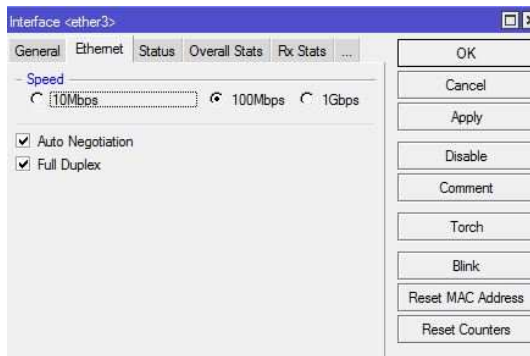 Interface <ether3>
General Ethernet Status Overall Stats Rx Stats ...
Speed
10Mbps 100Mbps 1Gbps
Auto Negotiation
Full Duplex
OK
Cancel
Apply
Disable
Comment
Torch
Blink
Reset MAC Address
Reset Counters